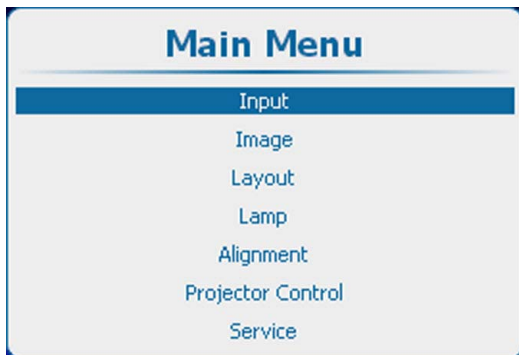 Main Menu
Input
Image
Layout
Lamp
Alignment
Projector Control
Service